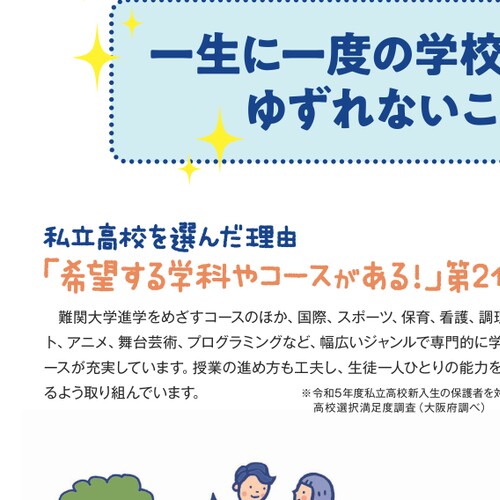 一生に一度の学校
ゆずれないこ
私立高校を選んだ理由
「希望する学科やコースがある!」第2
難関大学進学をめざすコースのほか、国際、スポーツ、保育、看護、調理
ト、アニメ、舞台芸術、プログラミングなど、幅広いジャンルで専門的に学
ースが充実しています。授業の進め方も工夫し、生徒一人ひとりの能力を
るよう取り組んでいます。
※令和5年度私立高校新入生の保護者を対
高校選択満足度調査(大阪府調べ)